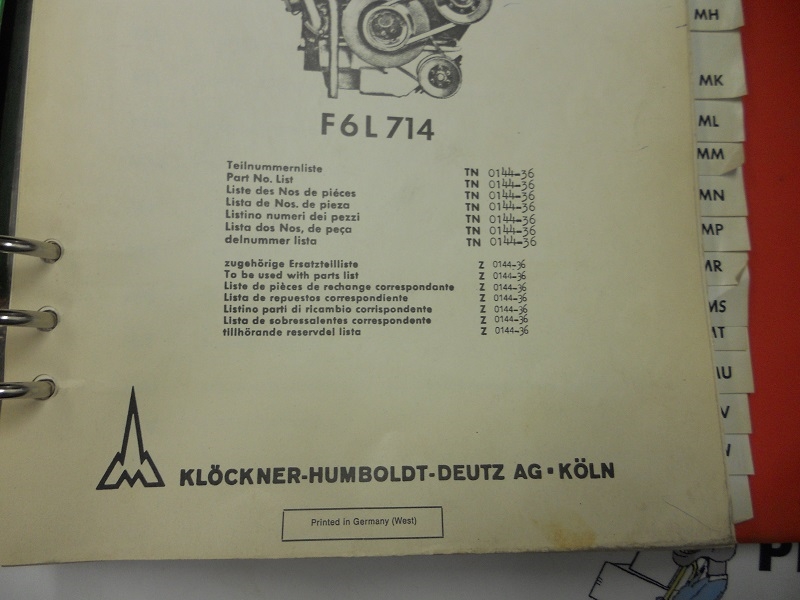 F6L714
Teilnummernliste TN 0144-36
Part No. List TN 0144-36
Liste des Nos de piéces TN 0144-36
Lista de Nos. de pieza TN 0144-36
Listino numeri dei pezzi TN 0144-36
Lista dos Nos, de peça TN 0144-36
delnummer lista TN 0144-36
zugehörige Ersatzteilliste Z 0144-36
To be used with parts list Z 0144-36
Liste de pièces de rechange correspondante Z 0144-36
Lista de repuestos correspondiente Z 0144-36
Listino parti di ricambio corrispondente Z 0144-36
Lista de sobressalentes correspondente Z 0144-36
tillhörande reservdel lista Z 0144-36
KLÖCKNER-HUMBOLDT-DEUTZ AG · KÖLN
Printed in Germany (West)
MH
MK
ML
MM
MN
MP
MR
MS
MT
MU
V